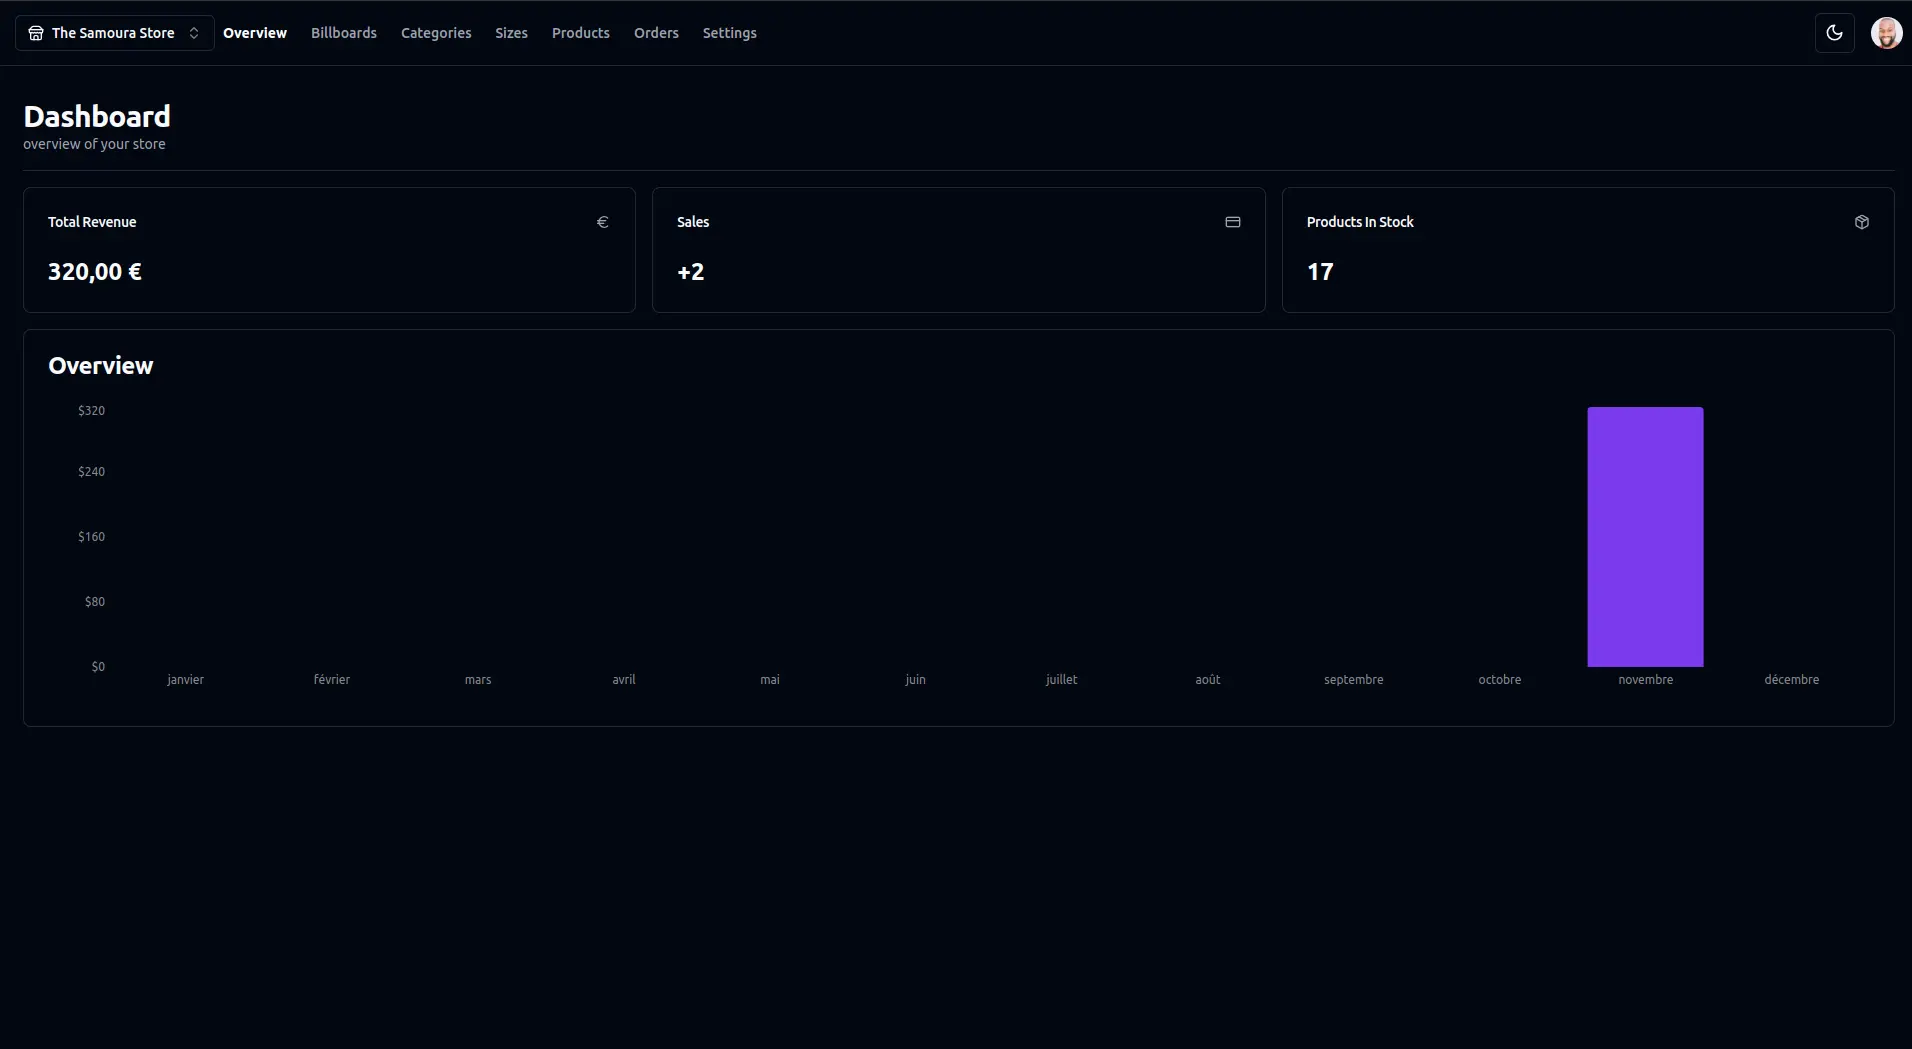 The Samoura Store Overview Billboards Categories Sizes Products Orders Settings
Dashboard
overview of your store
Total Revenue €
320,00 €
Sales
+2
Products In Stock
17
Overview
$320
$240
$160
$80
$0
janvier février mars avril mai juin juillet août septembre octobre novembre décembre